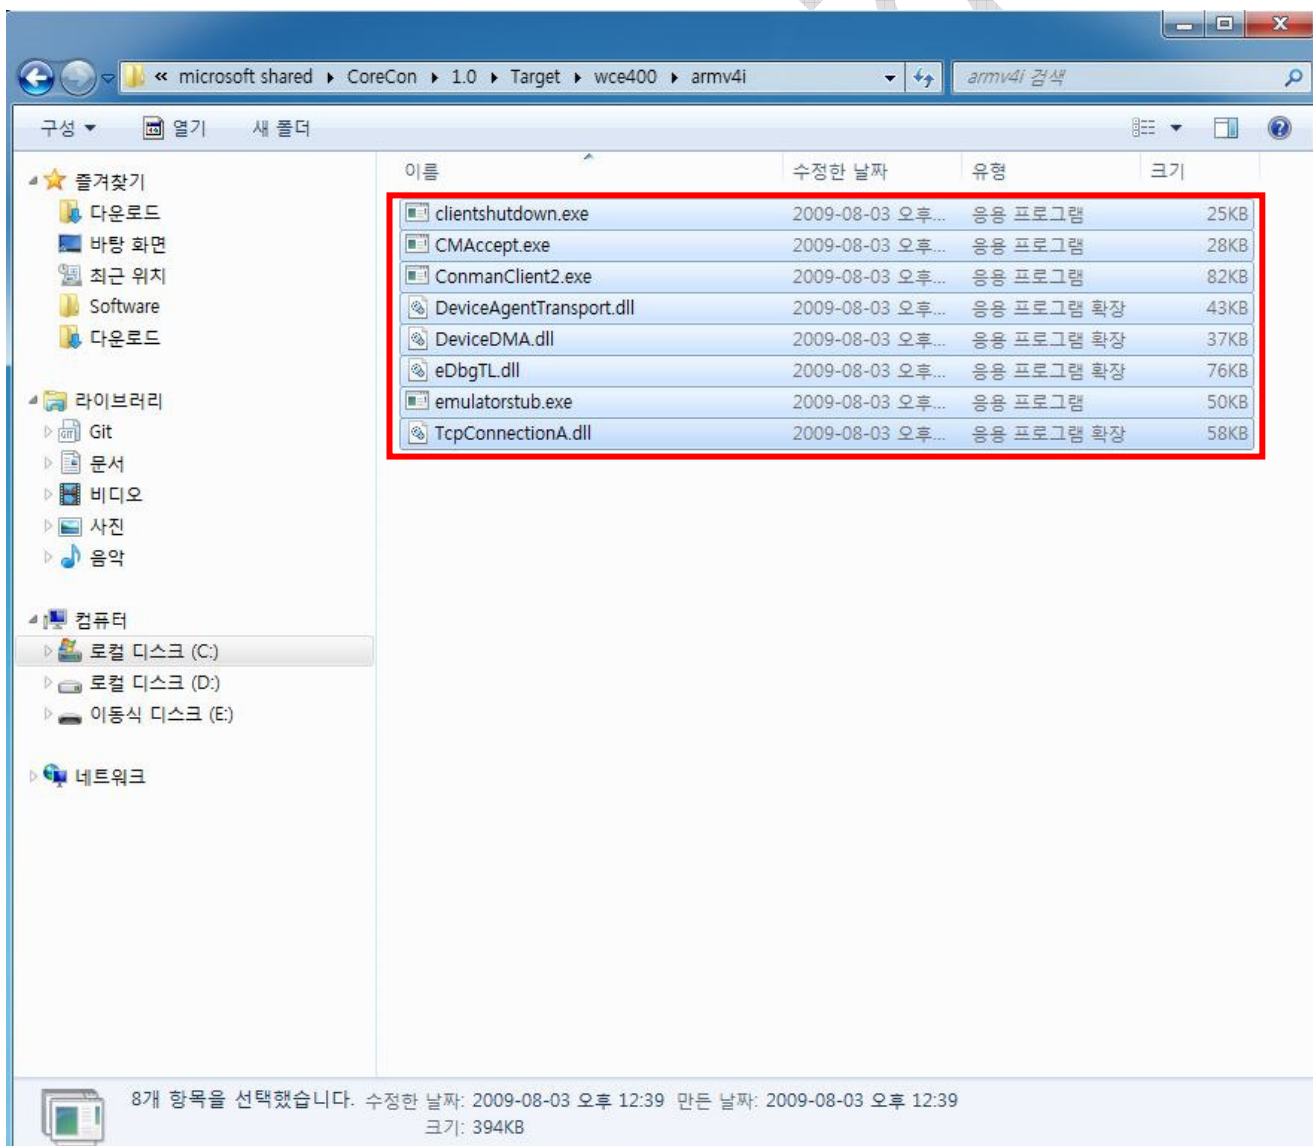 « microsoft shared ▸ CoreCon ▸ 1.0 ▸ Target ▸ wce400 ▸ armv4i armv4i 검색
구성 열기 새 폴더
이름 수정한 날짜 유형 크기
즐겨찾기
다운로드
바탕 화면
최근 위치
Software
다운로드
라이브러리
Git
문서
비디오
사진
음악
컴퓨터
로컬 디스크 (C:)
로컬 디스크 (D:)
이동식 디스크 (E:)
네트워크
clientshutdown.exe 2009-08-03 오후... 응용 프로그램 25KB
CMAccept.exe 2009-08-03 오후... 응용 프로그램 28KB
ConmanClient2.exe 2009-08-03 오후... 응용 프로그램 82KB
DeviceAgentTransport.dll 2009-08-03 오후... 응용 프로그램 확장 43KB
DeviceDMA.dll 2009-08-03 오후... 응용 프로그램 확장 37KB
eDbgTL.dll 2009-08-03 오후... 응용 프로그램 확장 76KB
emulatorstub.exe 2009-08-03 오후... 응용 프로그램 50KB
TcpConnectionA.dll 2009-08-03 오후... 응용 프로그램 확장 58KB
8개 항목을 선택했습니다. 수정한 날짜: 2009-08-03 오후 12:39 만든 날짜: 2009-08-03 오후 12:39
크기: 394KB